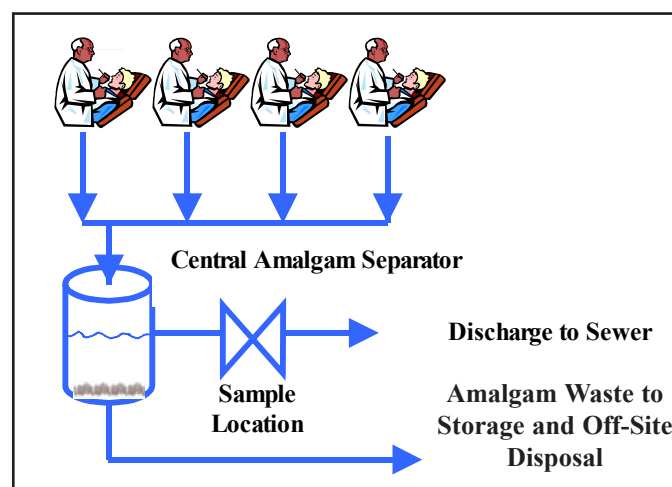 Central Amalgam Separator
Discharge to Sewer
Sample
Location
Amalgam Waste to
Storage and Off-Site
Disposal